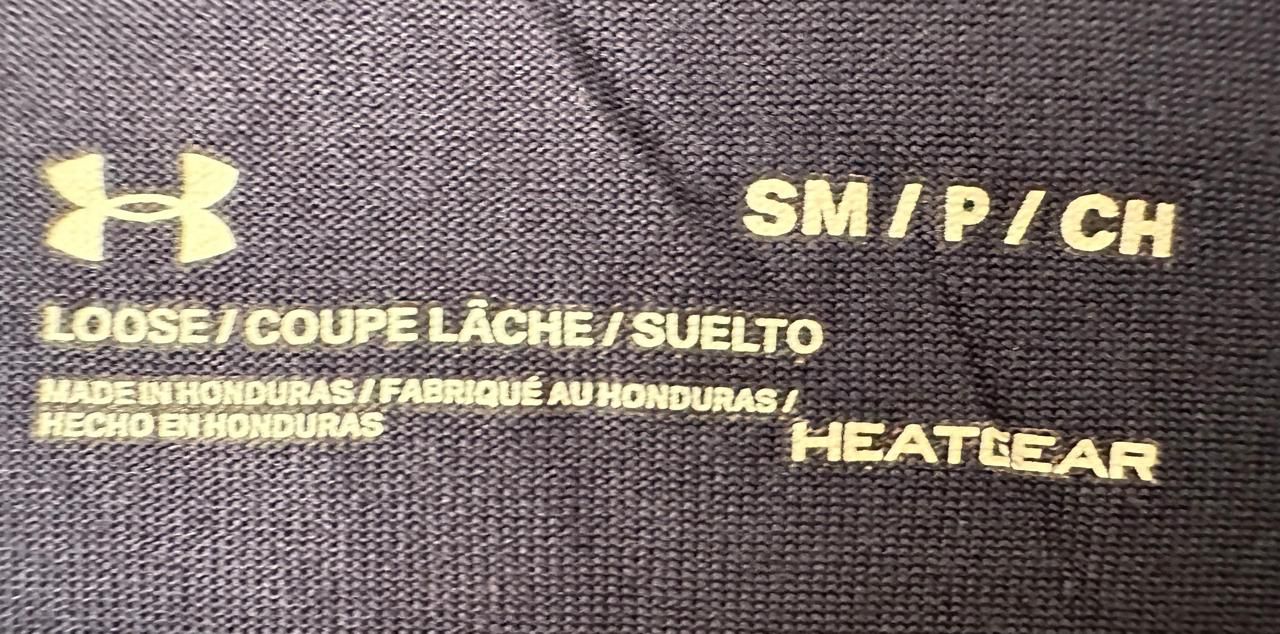 SM / P / CH
LOOSE / COUPE LÂCHE / SUELTO
MADE IN HONDURAS / FABRIQUÉ AU HONDURAS /
HECHO EN HONDURAS
HEATGEAR